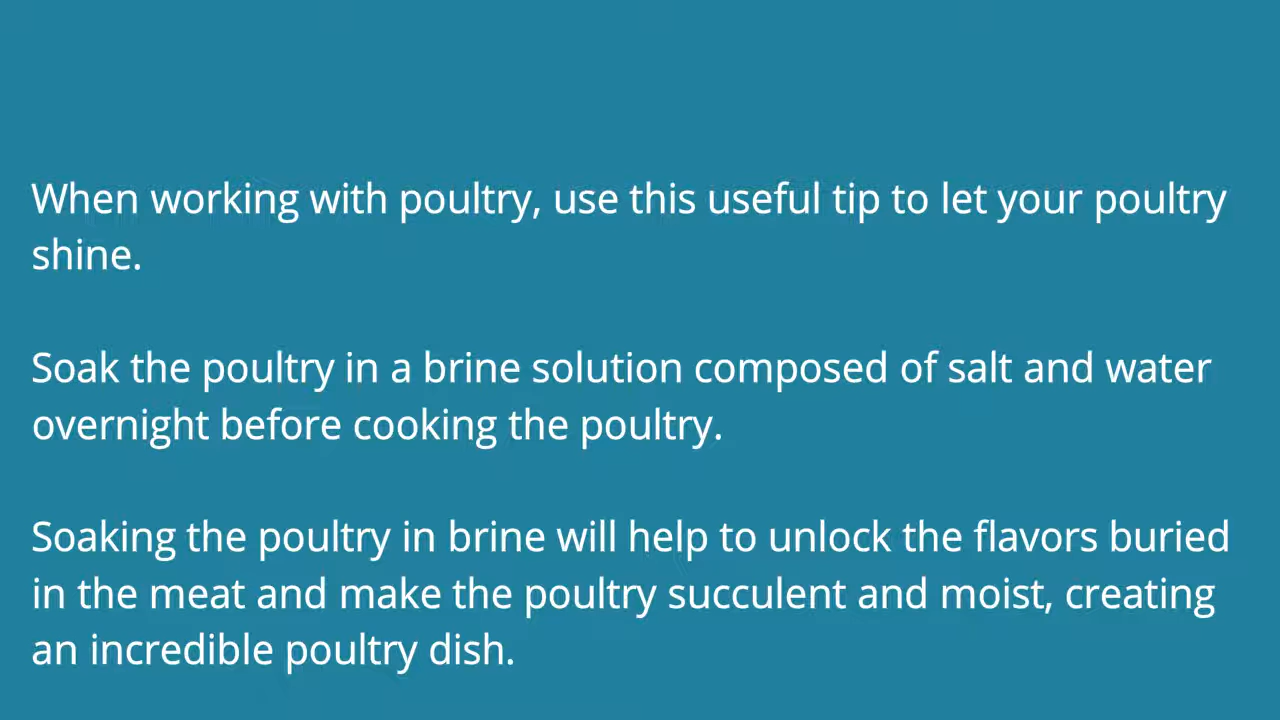 When working with poultry, use this useful tip to let your poultry
shine.
Soak the poultry in a brine solution composed of salt and water
overnight before cooking the poultry.
Soaking the poultry in brine will help to unlock the flavors buried
in the meat and make the poultry succulent and moist, creating
an incredible poultry dish.